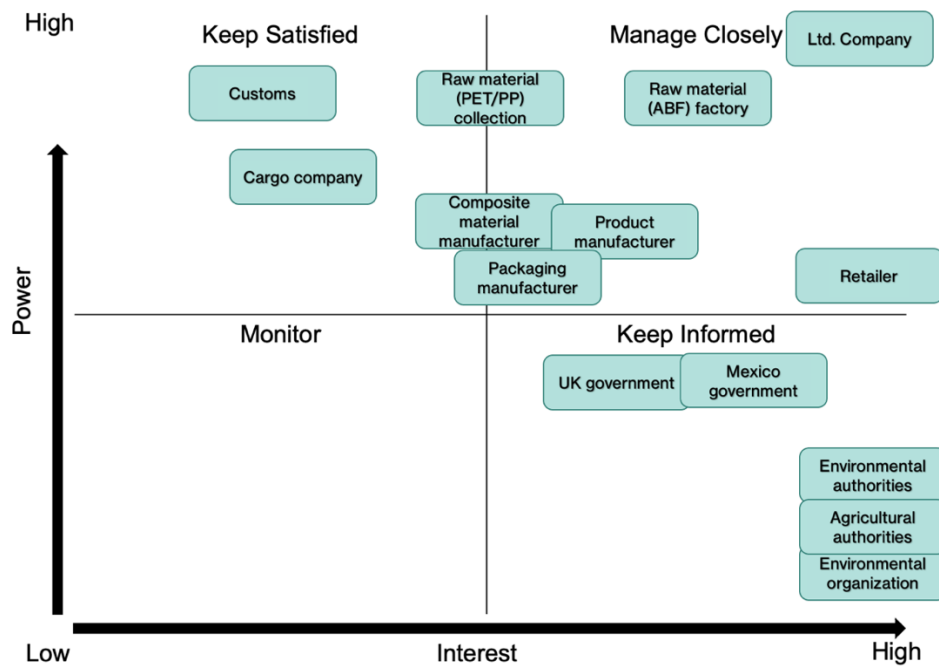 High
Keep Satisfied
Manage Closely
Ltd. Company
Customs
Raw material
(PET/PP)
collection
Raw material
(ABF) factory
Cargo company
Composite
material
manufacturer
Product
manufacturer
Packaging
manufacturer
Retailer
Power
Monitor
Keep Informed
UK government
Mexico
government
Environmental
authorities
Agricultural
authorities
Environmental
organization
Low
Interest
High